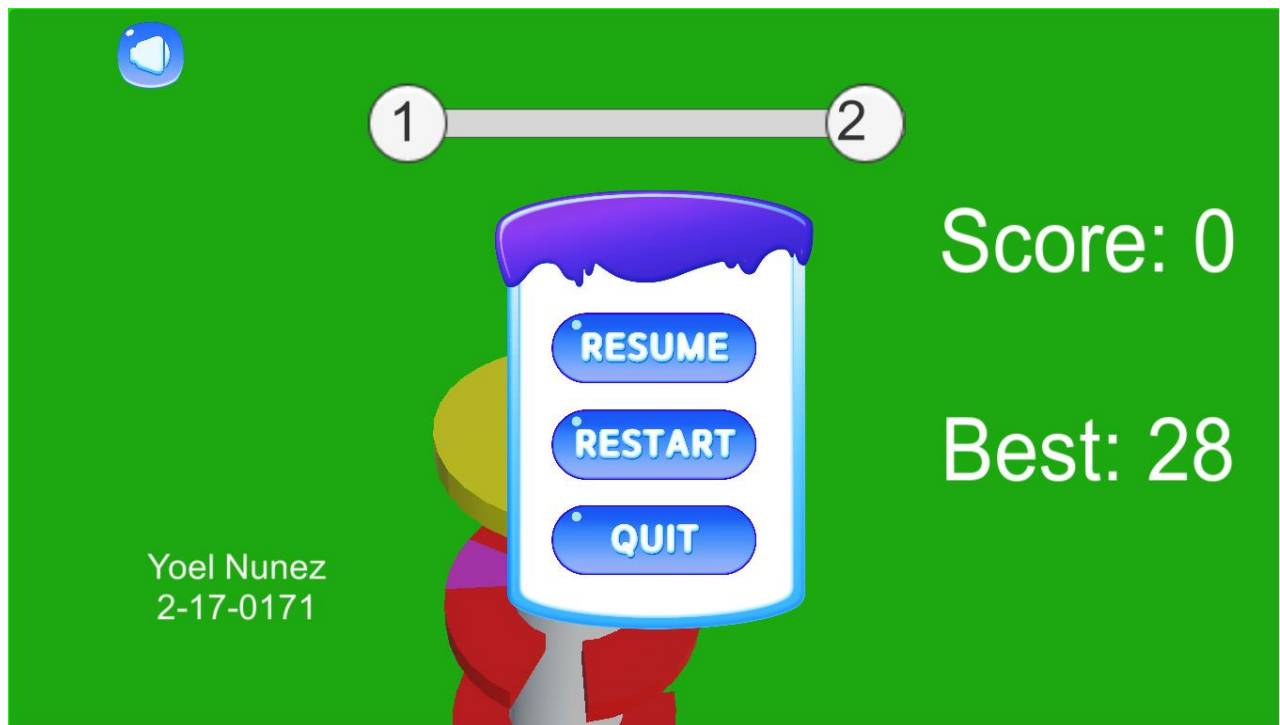 1
2
Score: 0
RESUME
RESTART
Best: 28
QUIT
Yoel Nunez
2-17-0171